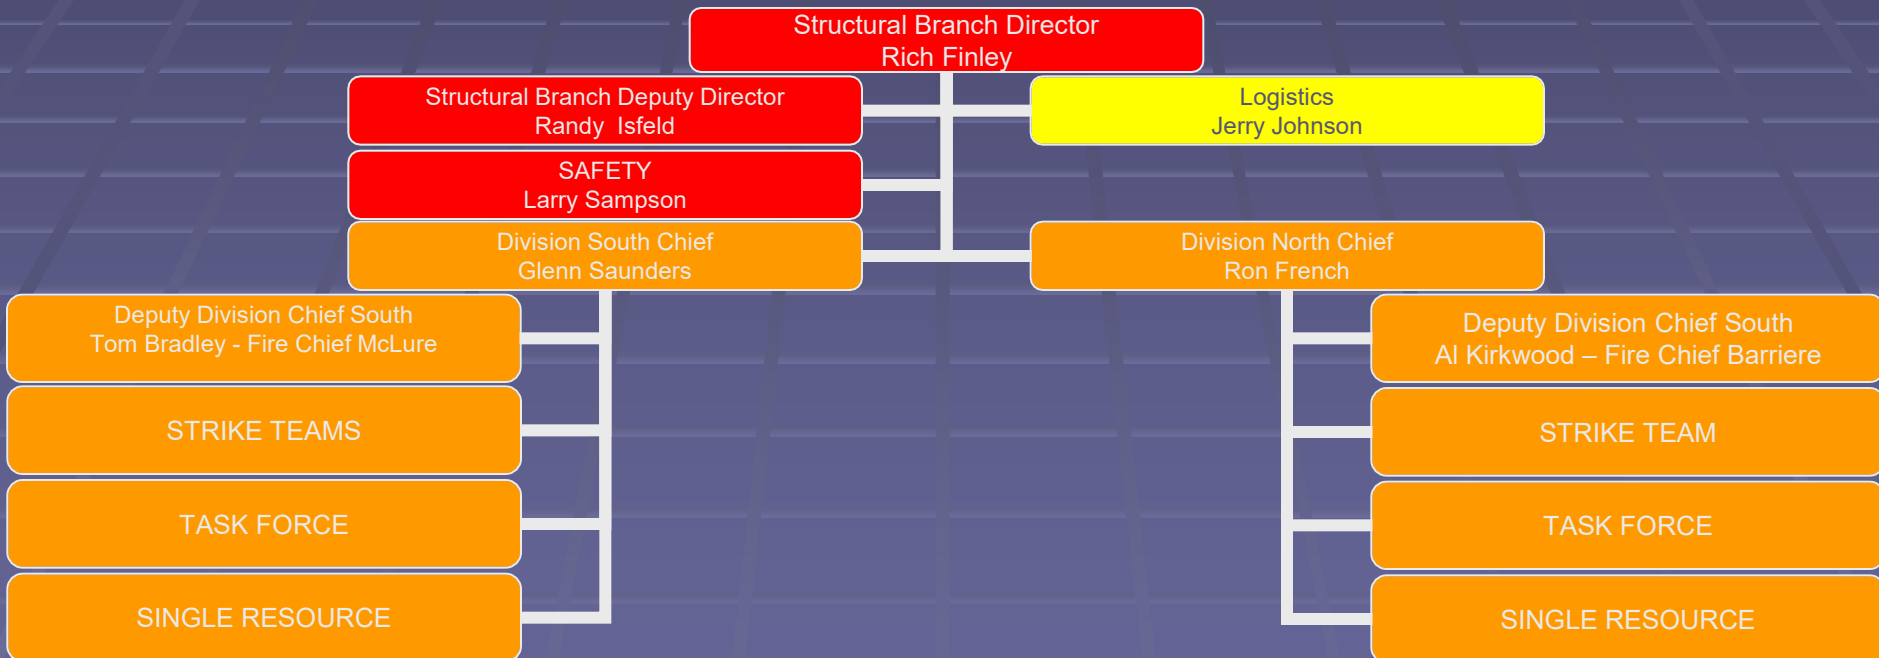 Structural Branch Director
Rich Finley
Structural Branch Deputy Director
Randy  Isfeld
Logistics
Jerry Johnson
SAFETY
Larry Sampson
Division South Chief
Glenn Saunders
Division North Chief
Ron French
Deputy Division Chief South
Tom Bradley - Fire Chief McLure
Deputy Division Chief South
Al Kirkwood – Fire Chief Barriere
STRIKE TEAMS
STRIKE TEAM
TASK FORCE
TASK FORCE
SINGLE RESOURCE
SINGLE RESOURCE